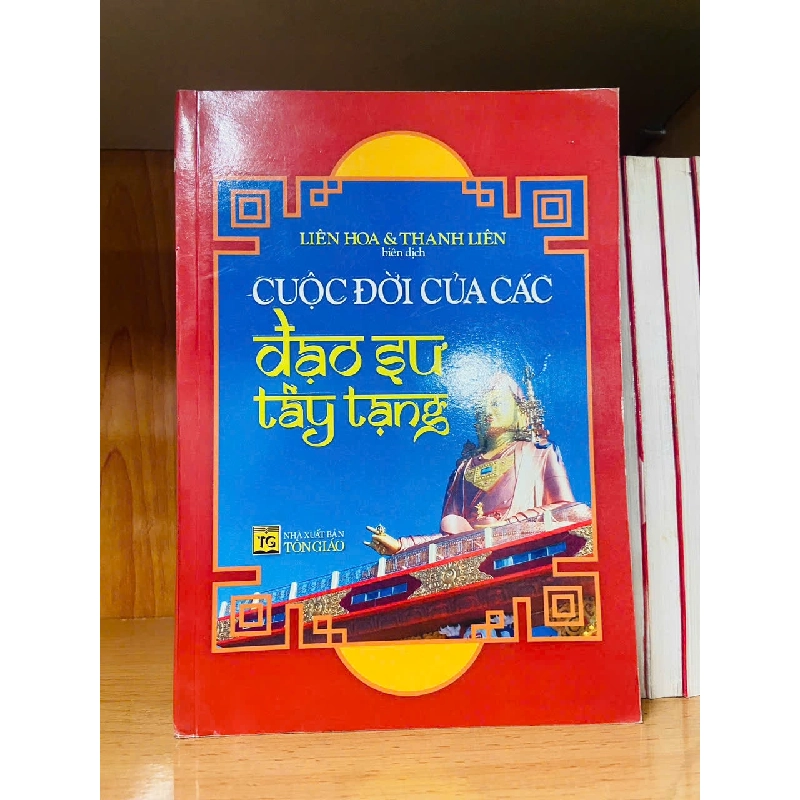 LIÊN HOA & THANH LIÊN
biên dịch
CUỘC ĐỜI CỦA CÁC
đạo sư
tây tạng
TG
NHÀ XUẤT BẢN
TÔN GIÁO